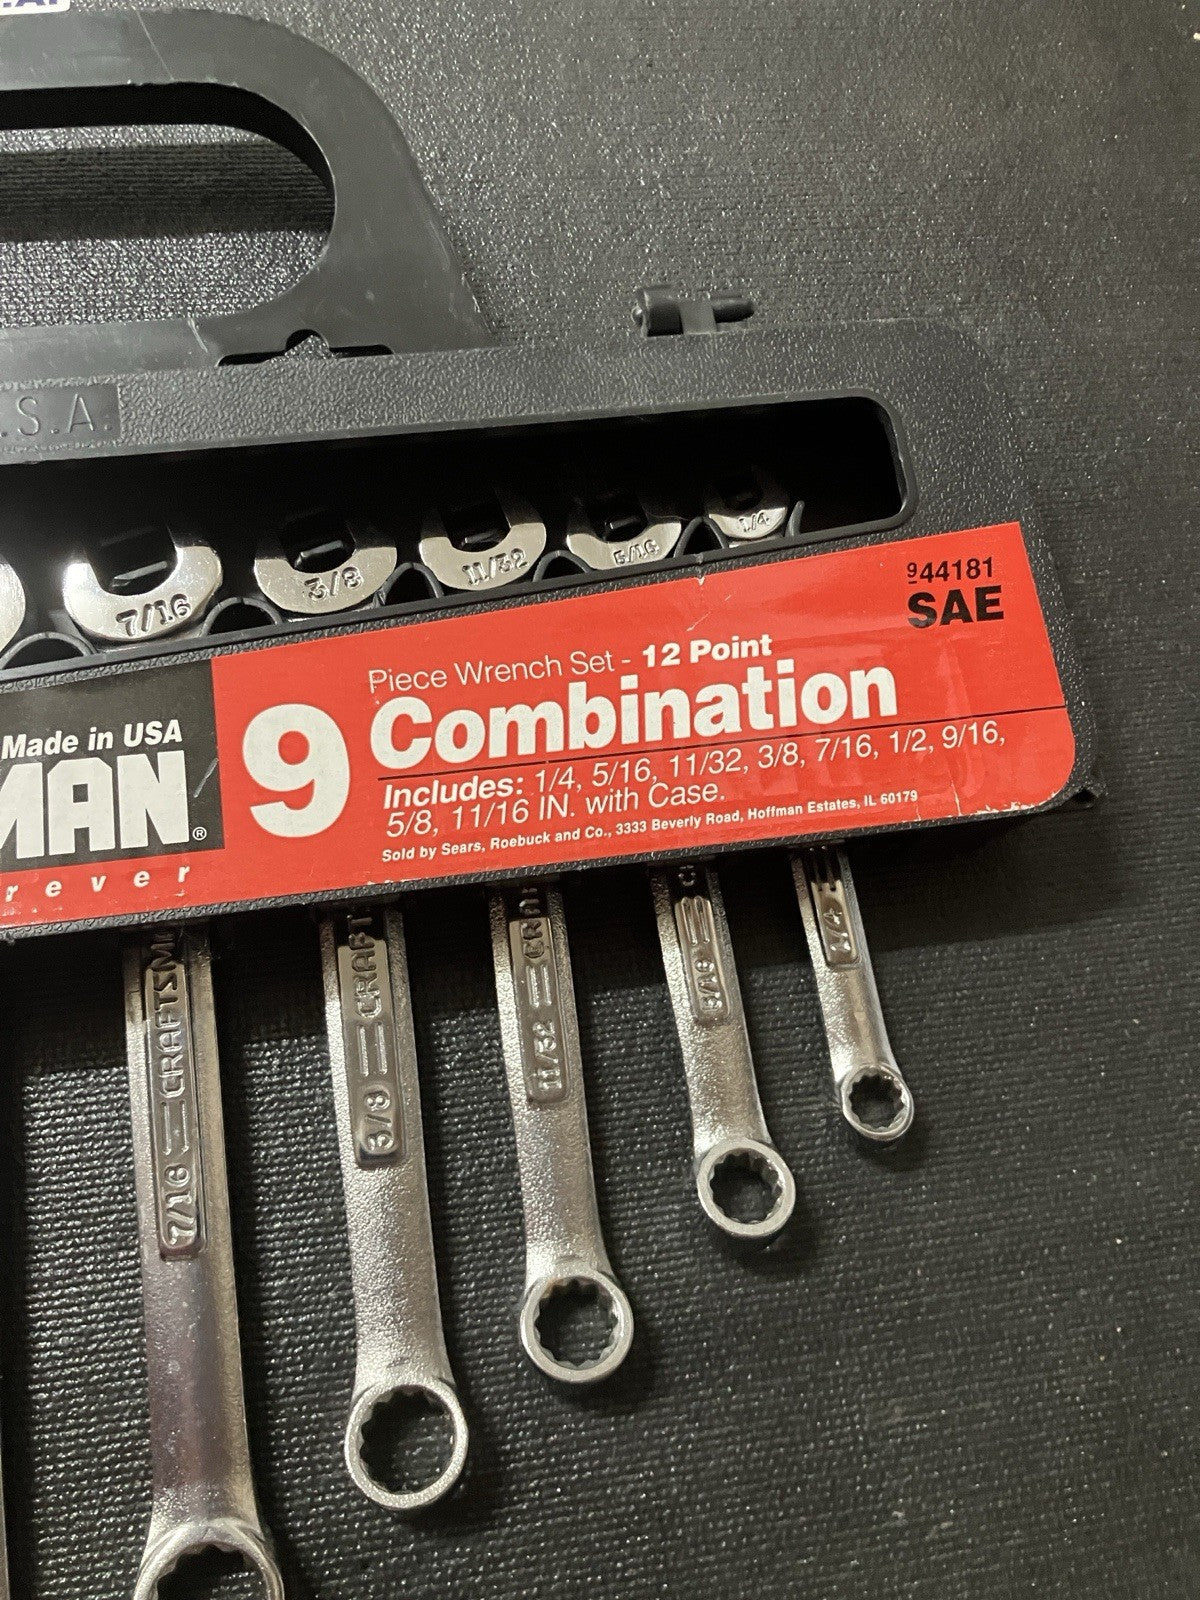 .S.A.
7/16
3/8
11/32
5/16
1/4
944181
SAE
Piece Wrench Set - 12 Point
9 Combination
Includes: 1/4, 5/16, 11/32, 3/8, 7/16, 1/2, 9/16,
5/8, 11/16 IN. with Case.
Sold by Sears, Roebuck and Co., 3333 Beverly Road, Hoffman Estates, IL 60179
Made in USA
MAN®
rever
7/16 CRAFTSM
3/8 CRAFT
11/32 CRA
5/16 C
1/4